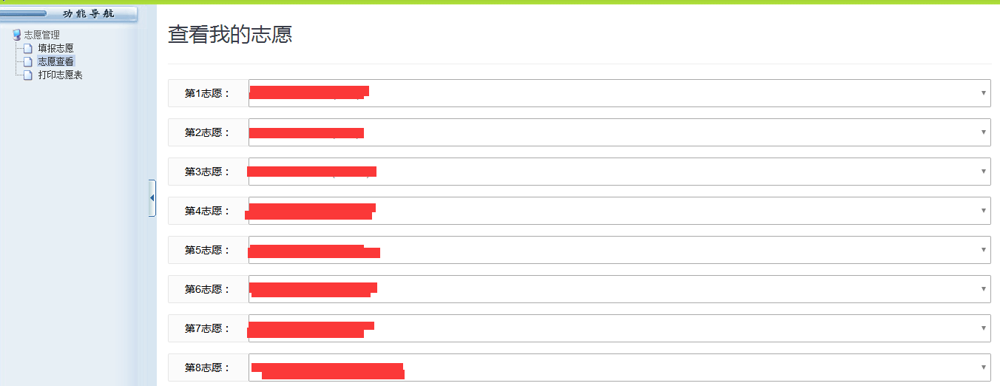 功能导航
志愿管理
填报志愿
志愿查看
打印志愿表
查看我的志愿
第1志愿：
第2志愿：
第3志愿：
第4志愿：
第5志愿：
第6志愿：
第7志愿：
第8志愿：